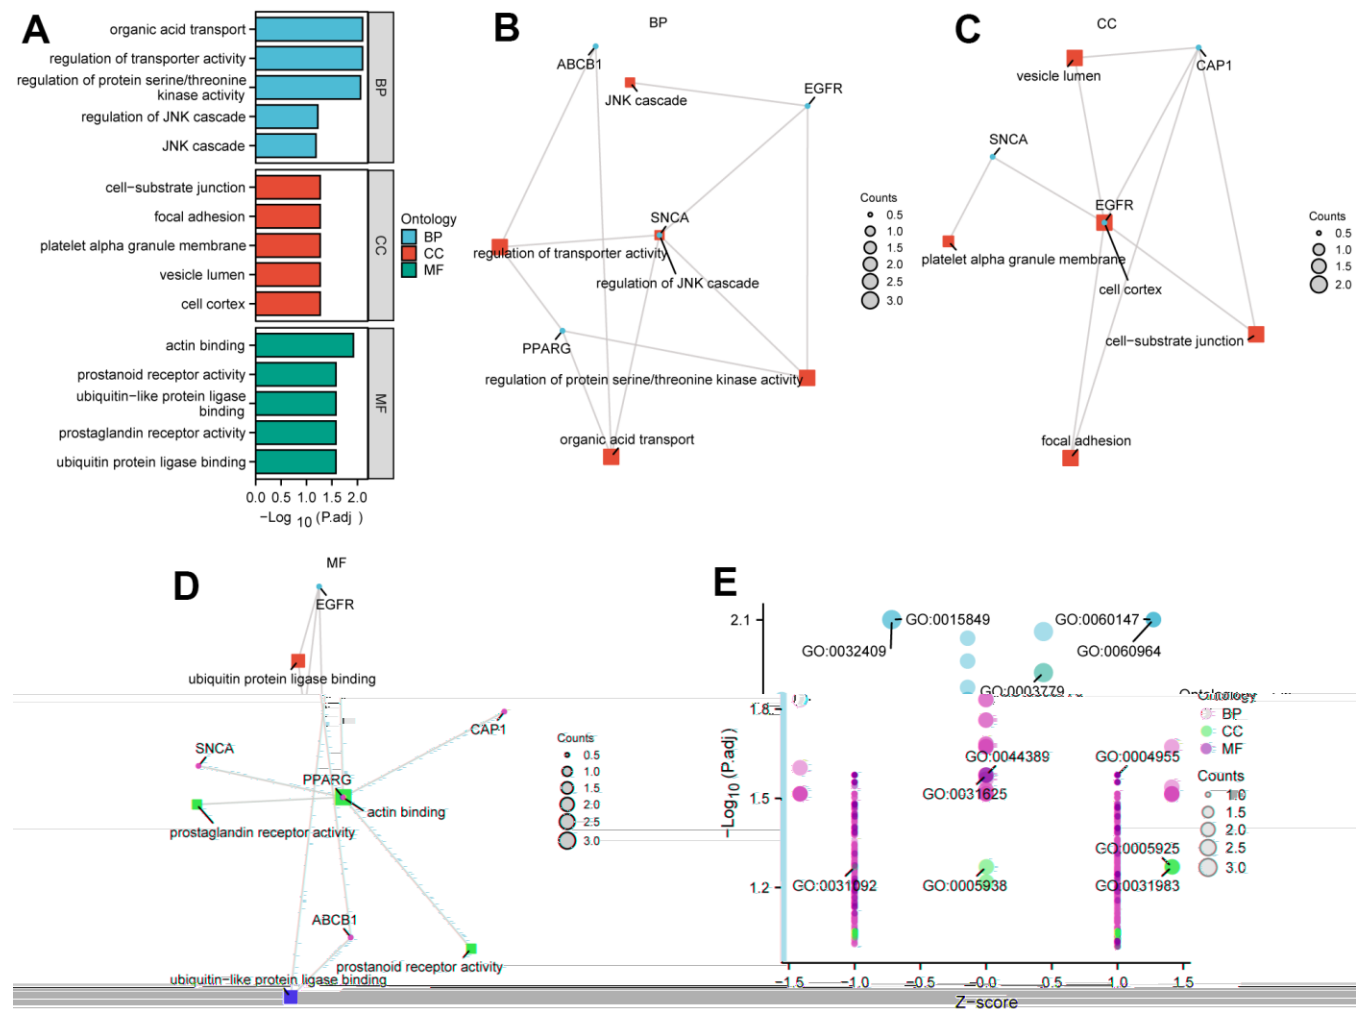 A
organic acid transport
regulation of transporter activity
regulation of protein serine/threonine
kinase activity
regulation of JNK cascade
JNK cascade
BP
cell−substrate junction
focal adhesion
platelet alpha granule membrane
vesicle lumen
cell cortex
CC
actin binding
prostanoid receptor activity
ubiquitin−like protein ligase
binding
prostaglandin receptor activity
ubiquitin protein ligase binding
MF
0.0 0.5 1.0 1.5 2.0
−Log 10 (P.adj )
Ontology
BP
CC
MF
B
BP
ABCB1
JNK cascade
EGFR
SNCA
regulation of transporter activity
regulation of JNK cascade
PPARG
regulation of protein serine/threonine kinase activity
organic acid transport
Counts
0.5
1.0
1.5
2.0
2.5
3.0
C
CC
vesicle lumen
CAP1
SNCA
EGFR
platelet alpha granule membrane
cell cortex
cell−substrate junction
focal adhesion
Counts
0.5
1.0
1.5
2.0
D
MF
EGFR
ubiquitin protein ligase binding
CAP1
SNCA
PPARG
actin binding
prostaglandin receptor activity
ABCB1
prostanoid receptor activity
ubiquitin−like protein ligase binding
Counts
0.5
1.0
1.5
2.0
2.5
3.0
E
2.1
1.8
1.5
1.2
−Log10 (P.adj)
GO:0015849
GO:0032409
GO:0060147
GO:0060964
GO:0003779
GO:0044389
GO:0004955
GO:0031625
GO:0005925
GO:0031092
GO:0005938
GO:0031983
−1.5 −1.0 −0.5 −0.0 0.5 1.0 1.5
Z−score
Ontology
BP
CC
MF
Counts
1.0
1.5
2.0
2.5
3.0